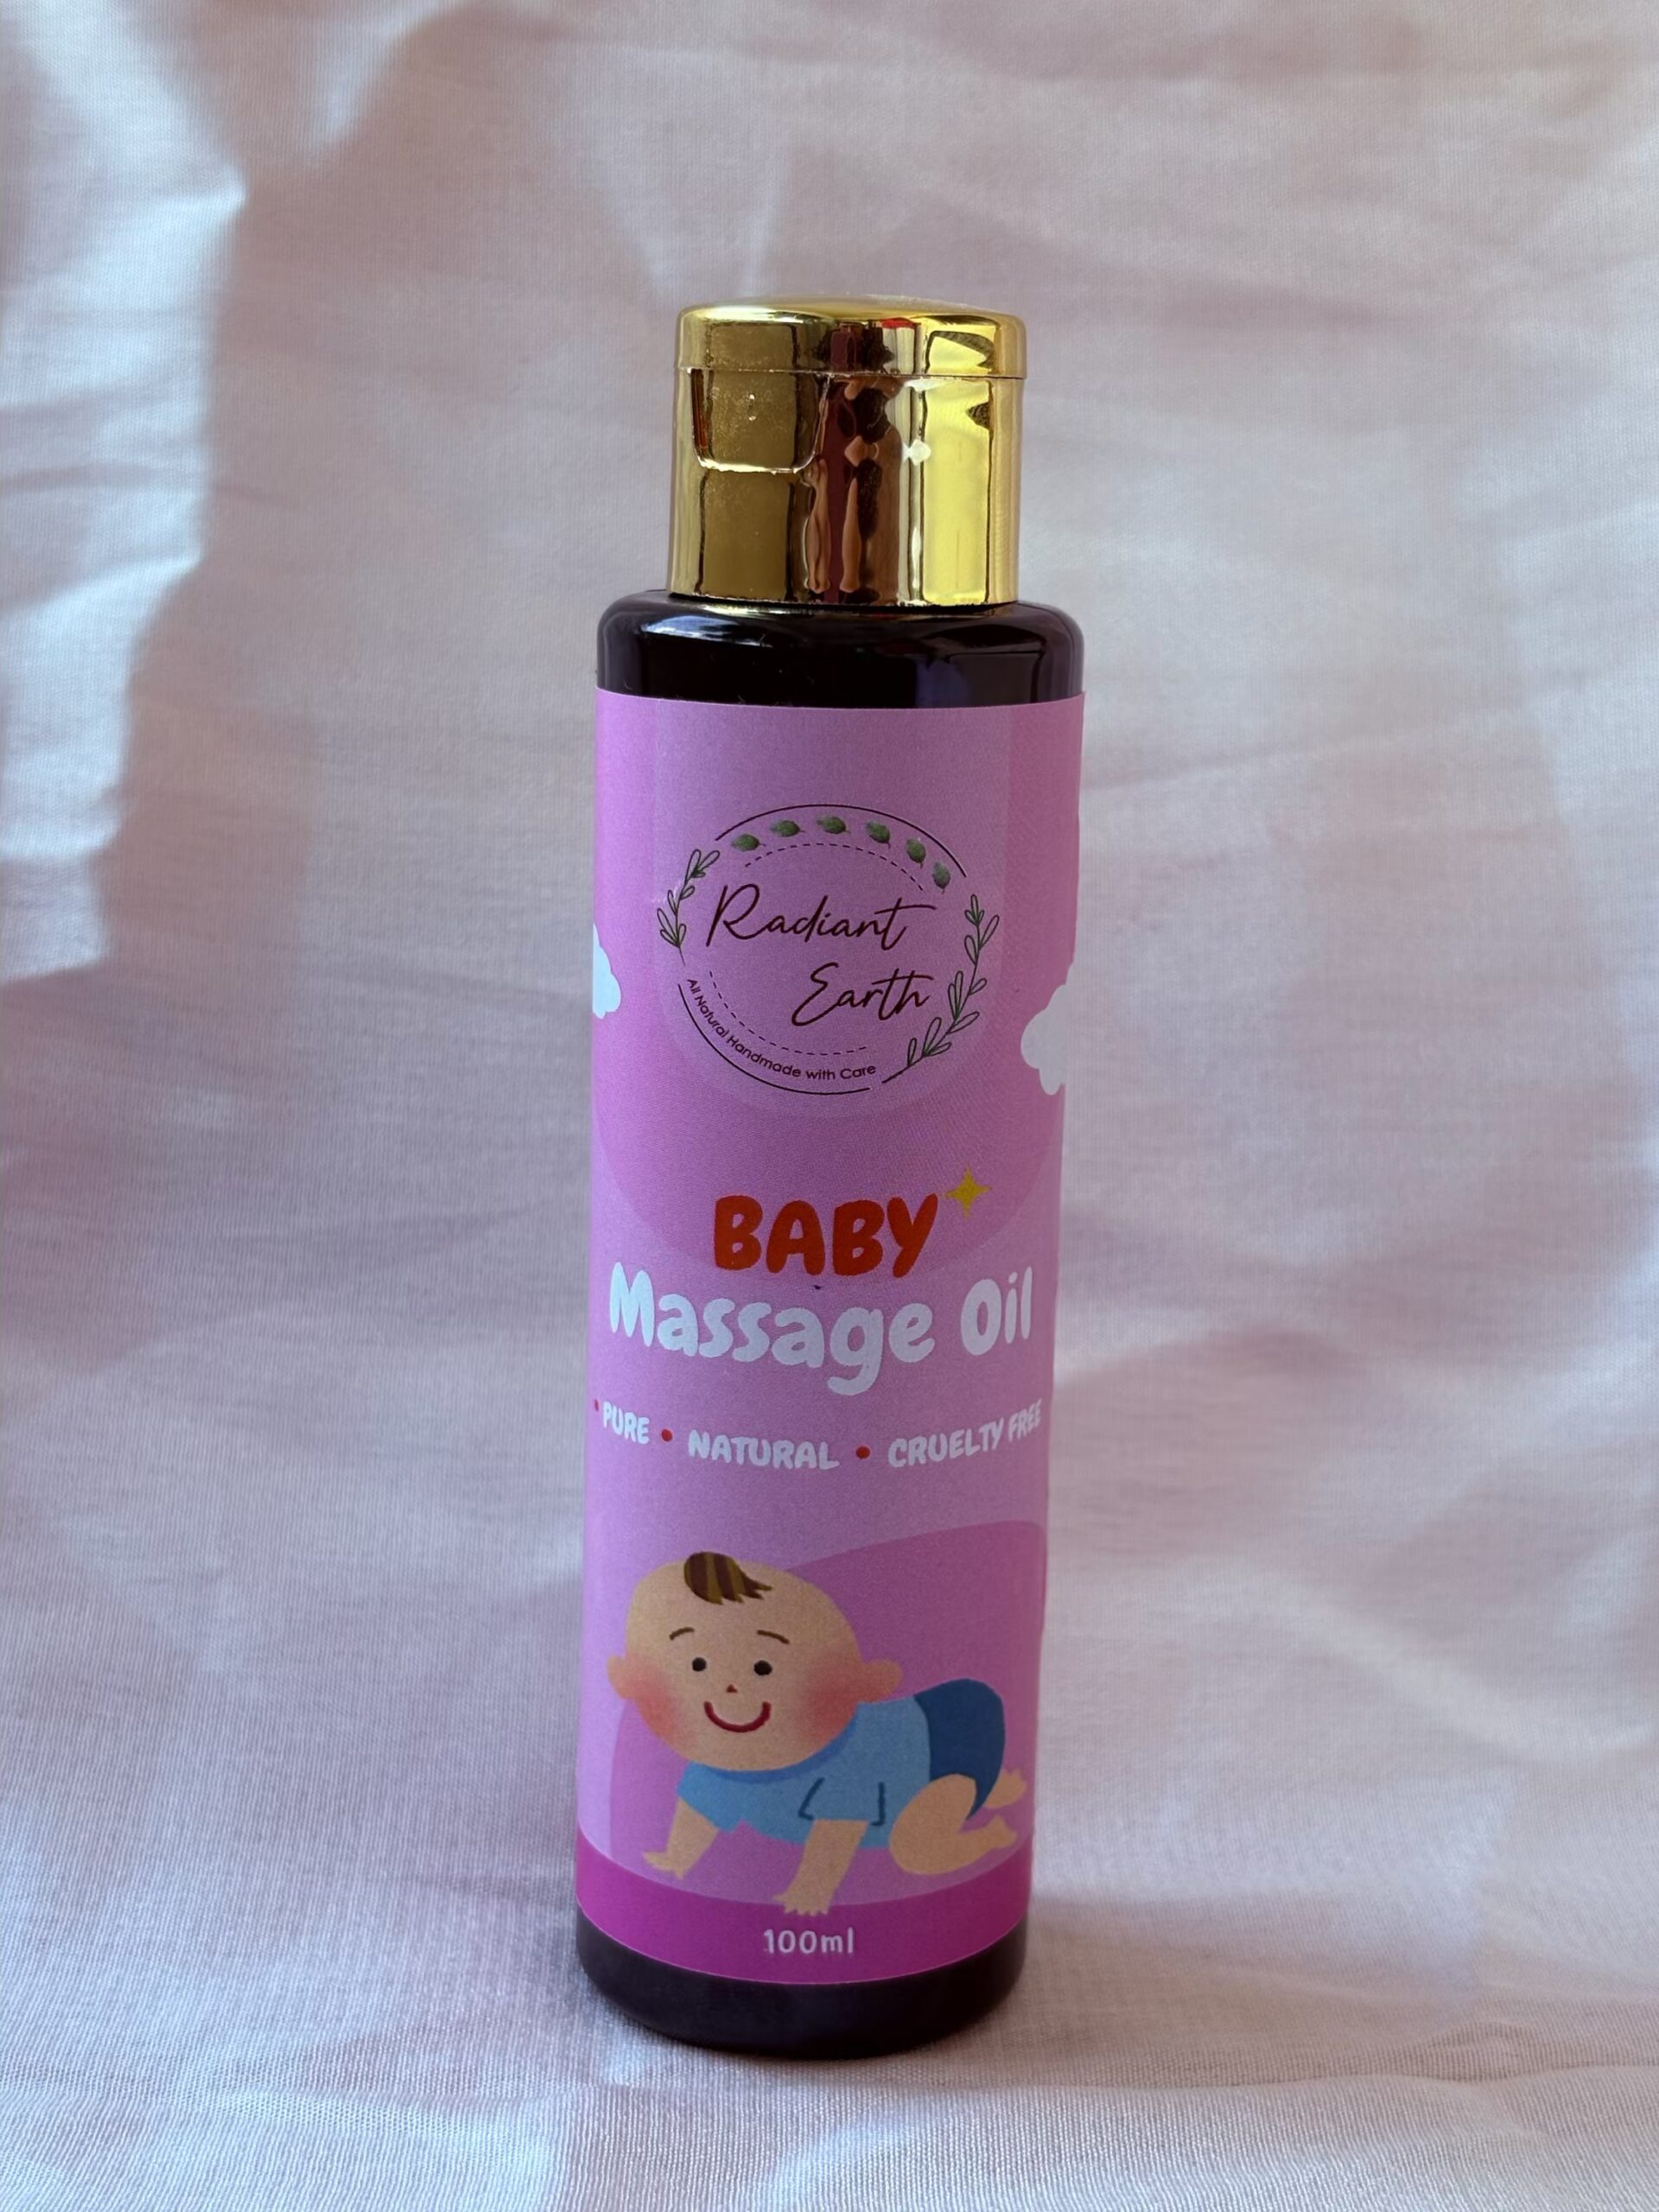 Radiant
Earth
All Natural Handmade with Care
BABY
Massage Oil
• PURE • NATURAL • CRUELTY FREE
100ml